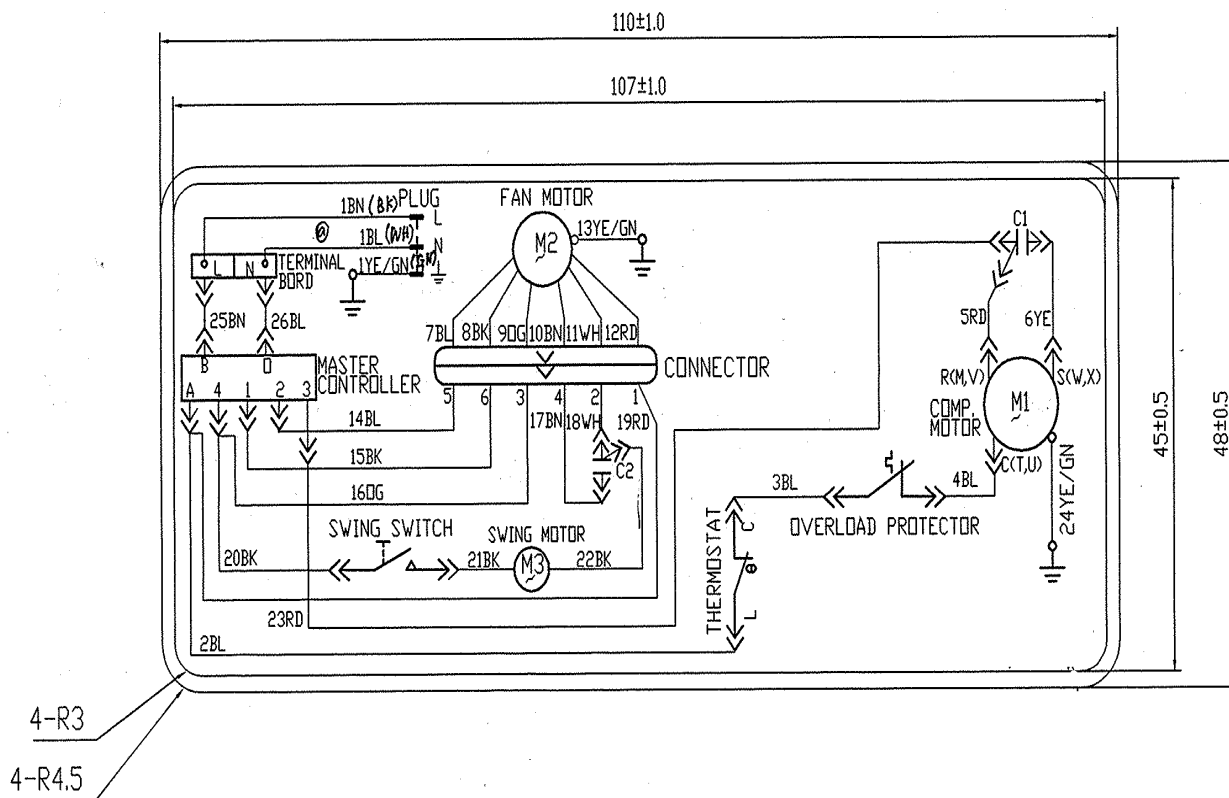 110±1.0
107±1.0
1BN(BK) PLUG
L
FAN MOTOR
@
1BL(WH)
N
13YE/GN
M2
C1
L N
TERMINAL
BORD
1YE/GN(GN)
25BN
26BL
7BL
8BK
9OG
10BN
11WH
12RD
5RD
6YE
B O
MASTER
CONTROLLER
CONNECTOR
A 4 1 2 3
5 6 3 4 2 1
R(M,V)
S(W,X)
COMP.
MOTOR
M1
14BL
17BN
18WH
19RD
15BK
C2
C(T,U)
16OG
3BL
4BL
24YE/GN
45±0.5
48±0.5
SWING SWITCH
SWING MOTOR
OVERLOAD PROTECTOR
20BK
21BK
M3
22BK
THERMOSTAT
C
θ
L
23RD
2BL
4-R3
4-R4.5